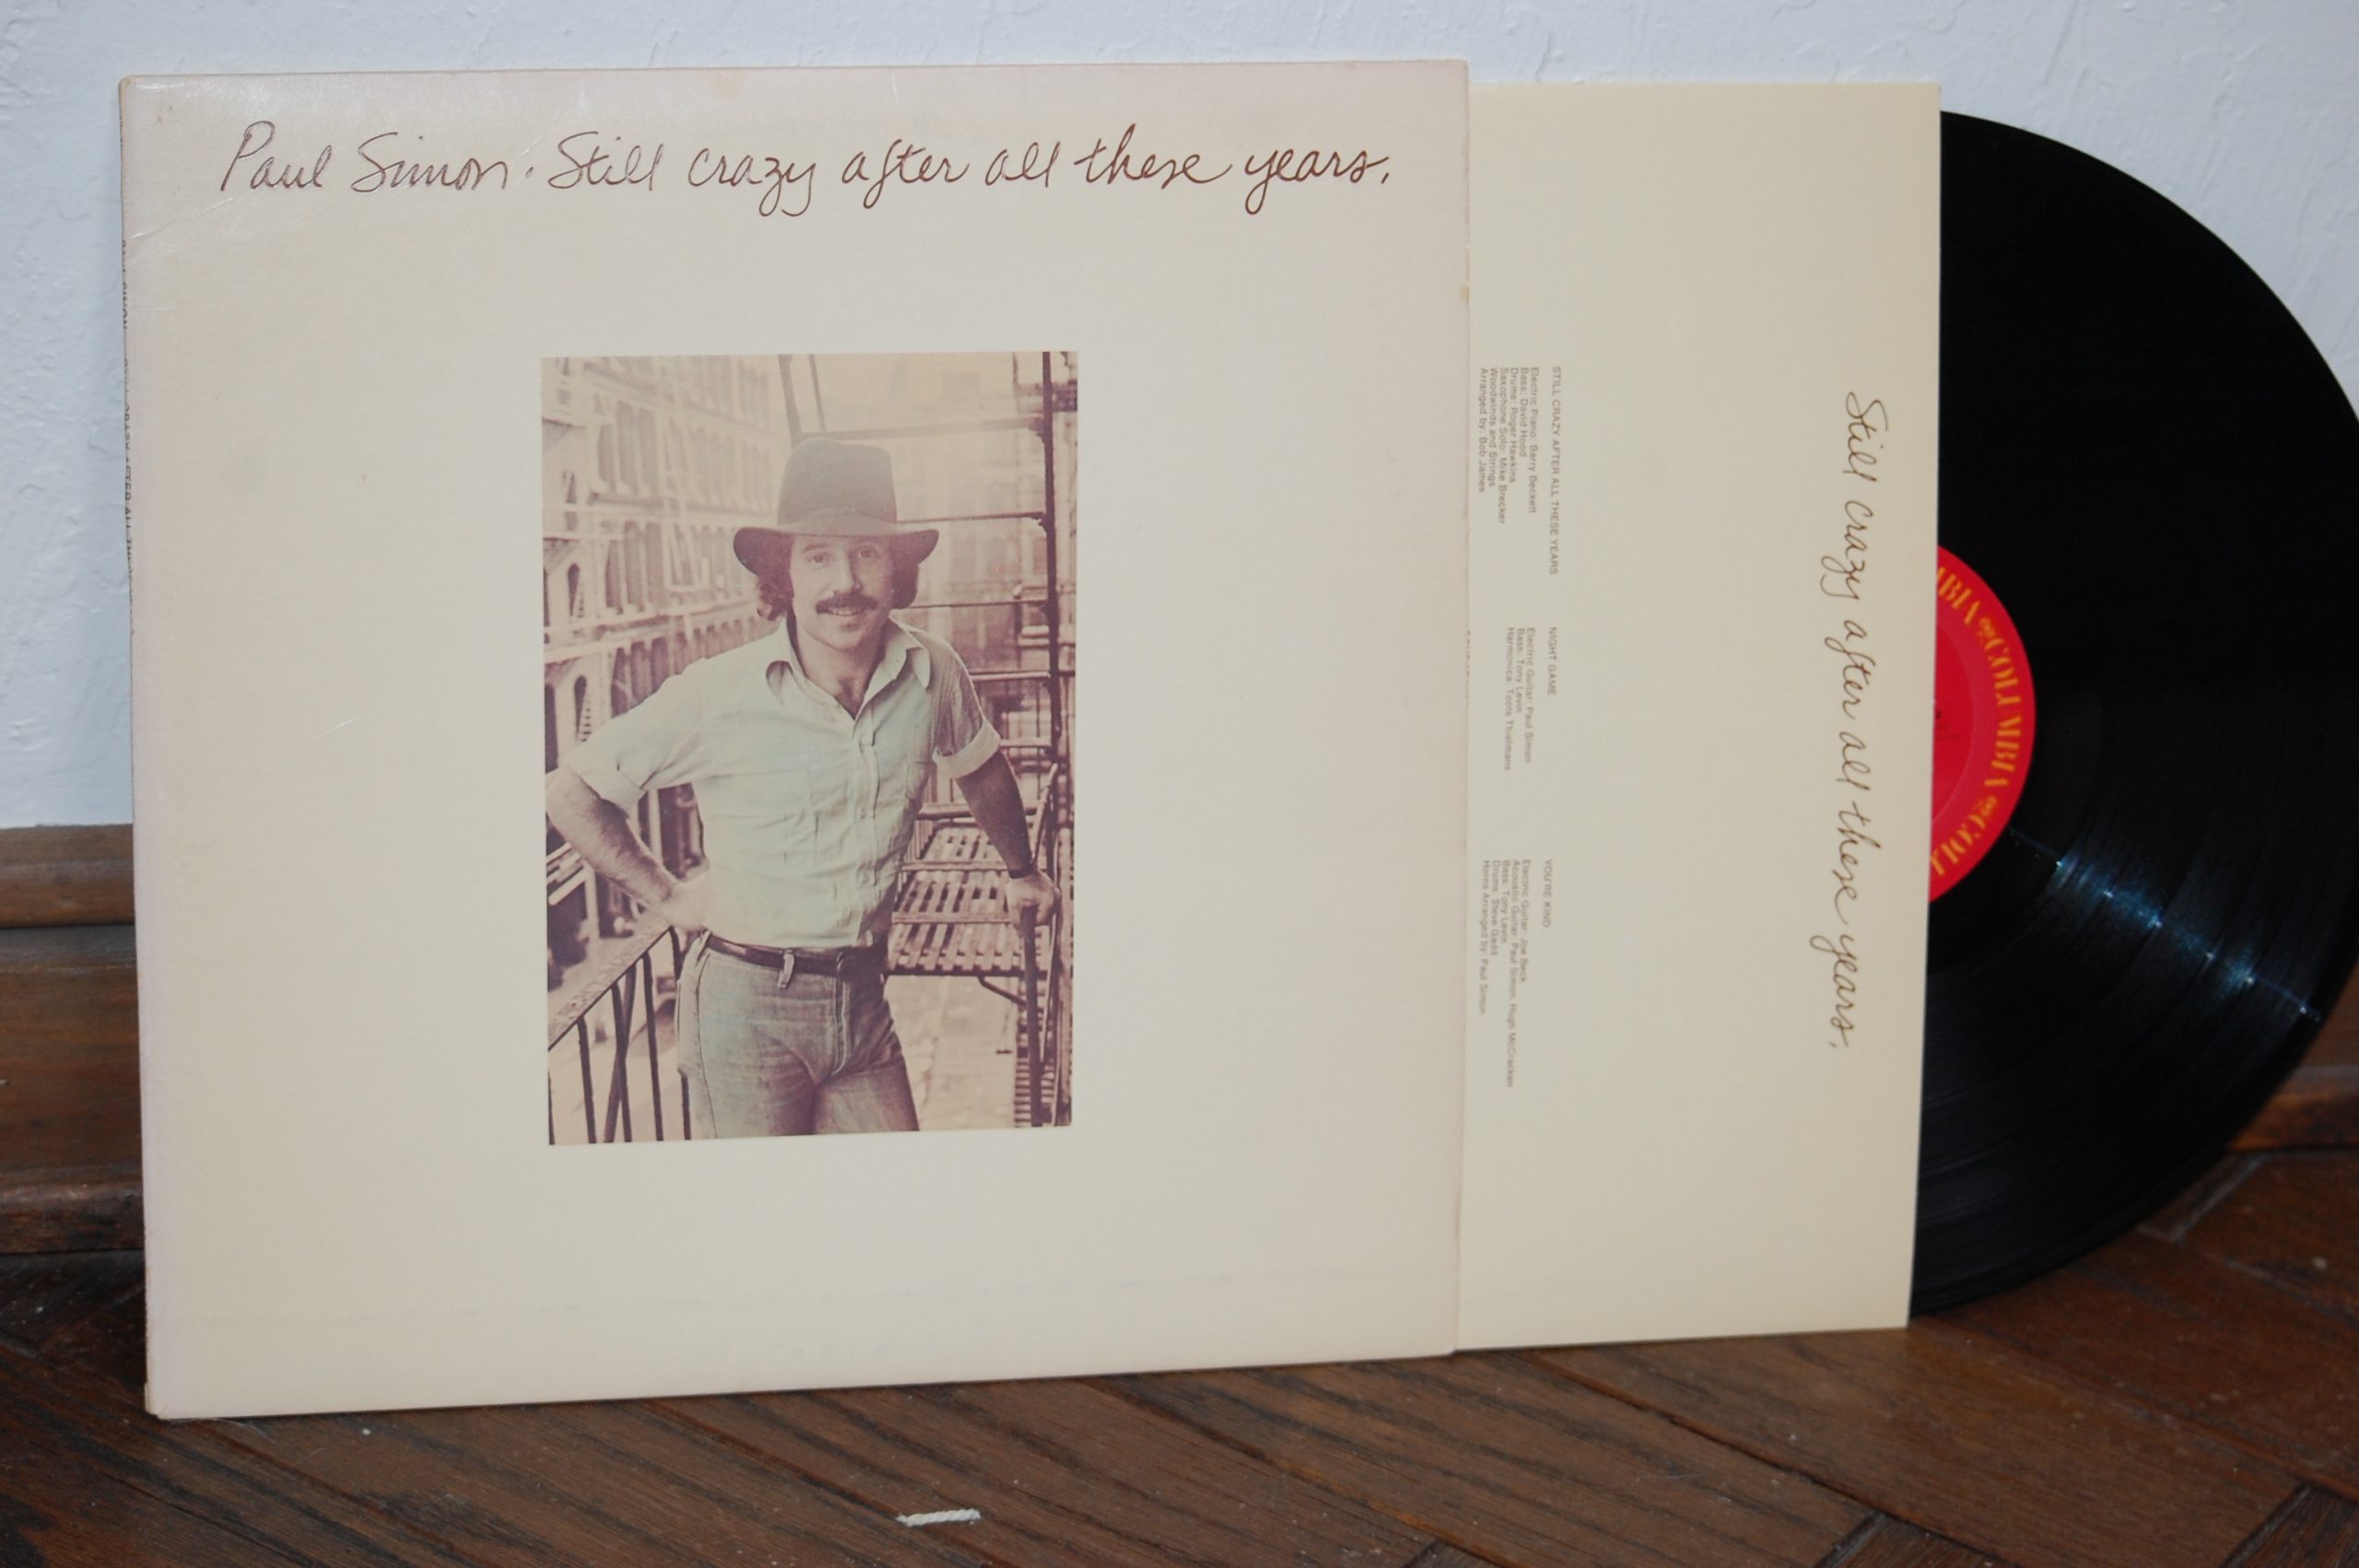 Paul Simon. Still crazy after all these years.
Still crazy after all these years.
STILL CRAZY AFTER ALL THESE YEARS
Electric Piano: Barry Beckett
Bass: David Hood
Drums: Roger Hawkins
Saxophone Solo: Mike Brecker
Woodwinds and Strings
Arranged by: Bob James
NIGHT GAME
Electric Guitar: Paul Simon
Bass: Tony Levin
Harmonica: Toots Thielmans
YOU'RE KIND
Electric Guitar: Joe Beck
Acoustic Guitar: Paul Simon, Hugh McCracken
Bass: Tony Levin
Drums: Steve Gadd
Horns Arranged by: Paul Simon
MBIA COLUMBIA COLU